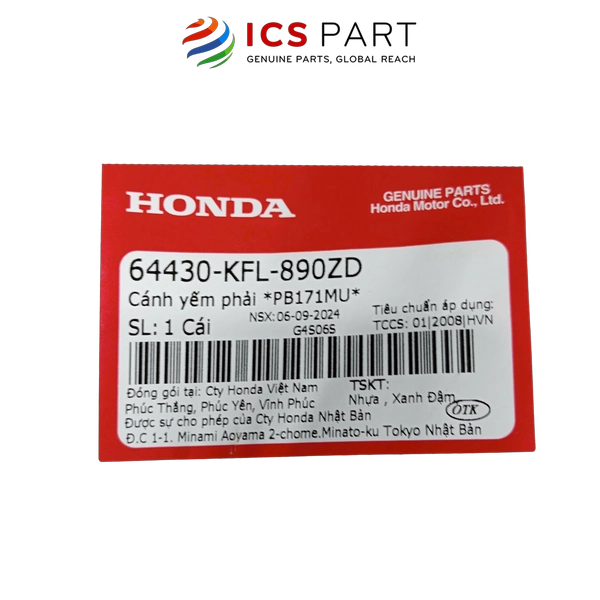 ICS PART
GENUINE PARTS, GLOBAL REACH
HONDA
GENUINE PARTS
Honda Motor Co., Ltd.
64430-KFL-890ZD
Cánh yếm phải *PB171MU*
NSX: 06-09-2024
Tiêu chuẩn áp dụng:
SL: 1 Cái
G4S06S
TCCS: 01|2008|HVN
Đóng gói tại: Cty Honda Việt Nam
TSKT:
Phúc Thắng, Phúc Yên, Vĩnh Phúc
Nhựa , Xanh Đậm,
Được sự cho phép của Cty Honda Nhật Bản
OTK
Đ.C 1-1. Minami Aoyama 2-chome.Minato-ku Tokyo Nhật Bản